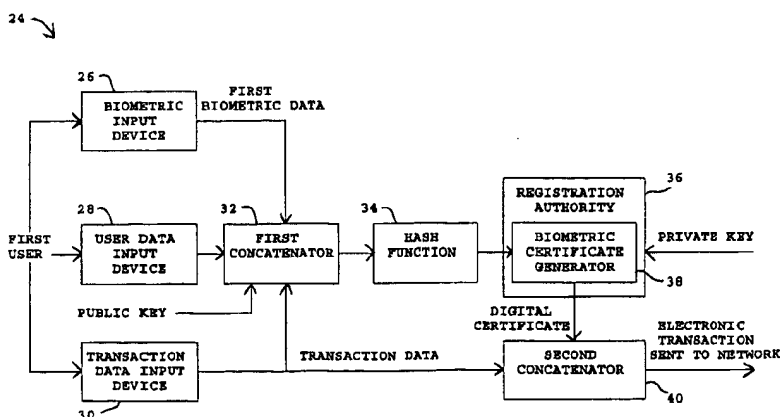 24
26
BIOMETRIC
INPUT
DEVICE
FIRST
BIOMETRIC DATA
FIRST
USER
28
USER DATA
INPUT
DEVICE
32
FIRST
CONCATENATOR
34
HASH
FUNCTION
REGISTRATION
AUTHORITY
36
BIOMETRIC
CERTIFICATE
GENERATOR
38
PRIVATE KEY
PUBLIC KEY
DIGITAL
CERTIFICATE
TRANSACTION
DATA INPUT
DEVICE
30
TRANSACTION DATA
SECOND
CONCATENATOR
40
ELECTRONIC
TRANSACTION
SENT TO NETWORK